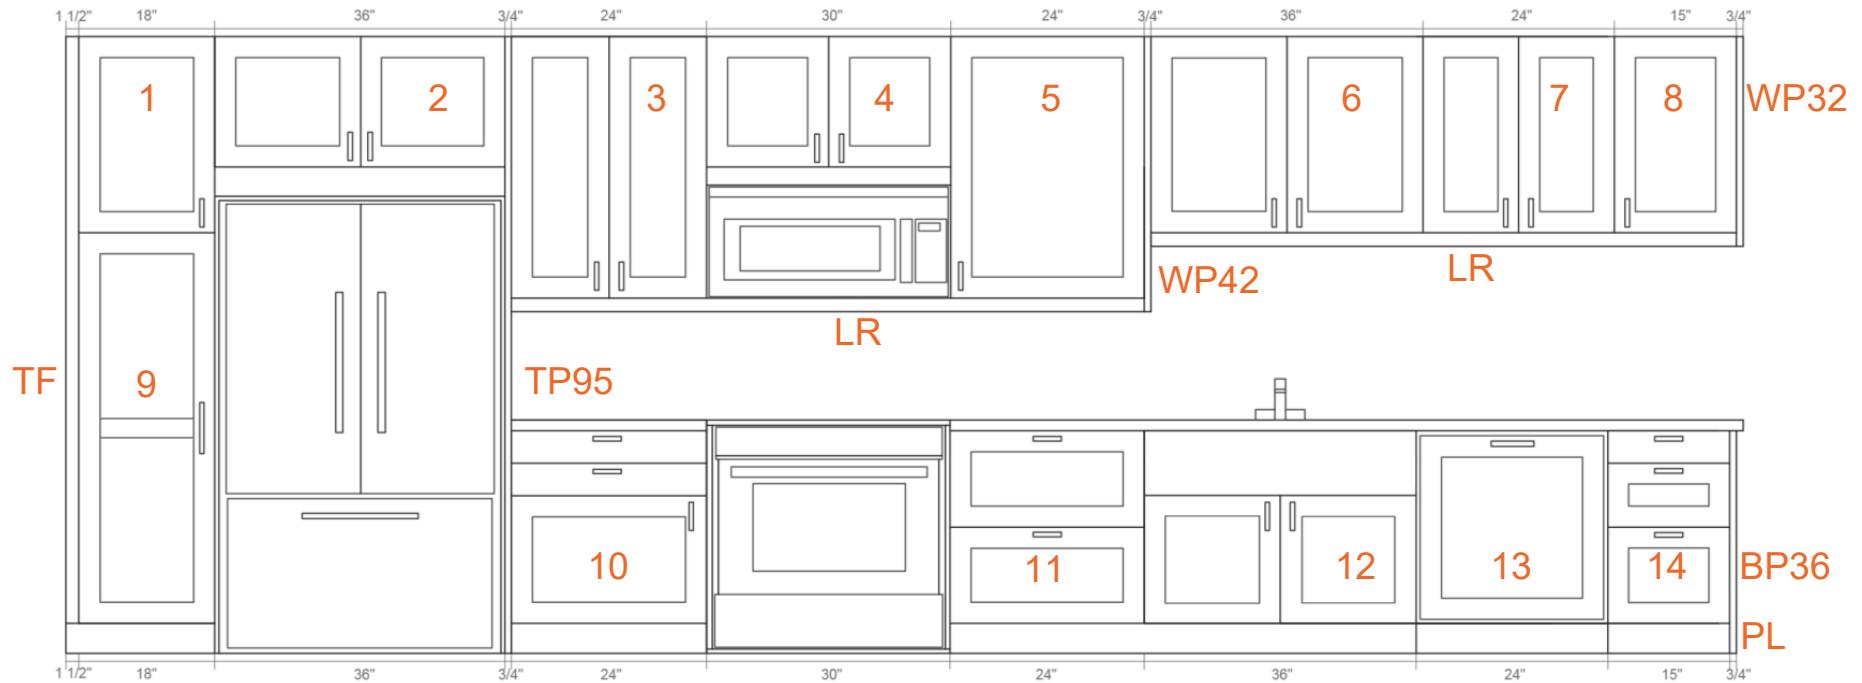 1 1/2" 18" 36" 3/4" 24" 30" 24" 3/4" 36" 24" 15" 3/4"
1 2 3 4 5 6 7 8 WP32
WP42 LR
LR
TF 9 TP95
10 11 12 13 14 BP36
PL
1 1/2" 18" 36" 3/4" 24" 30" 24" 36" 24" 15" 3/4"